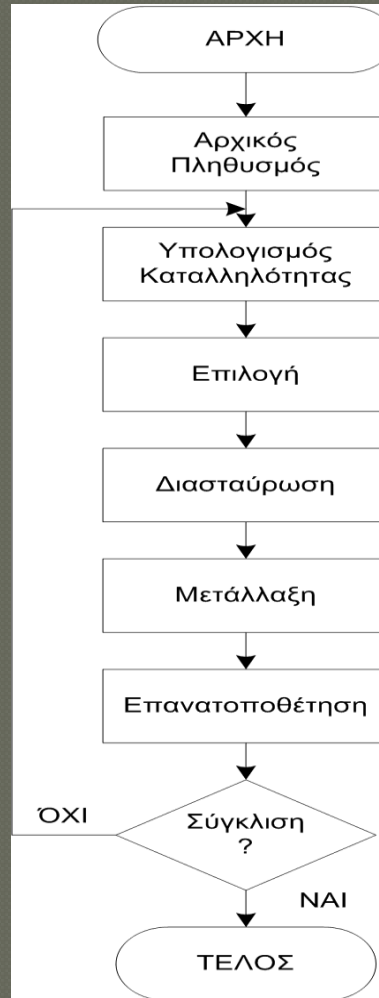 ΑΡΧΗ
Αρχικός
Πληθυσμός
Υπολογισμός
Καταλληλότητας
Επιλογή
Διασταύρωση
Μετάλλαξη
Επανατοποθέτηση
Σύγκλιση
?
ΌΧΙ
ΝΑΙ
ΤΕΛΟΣ